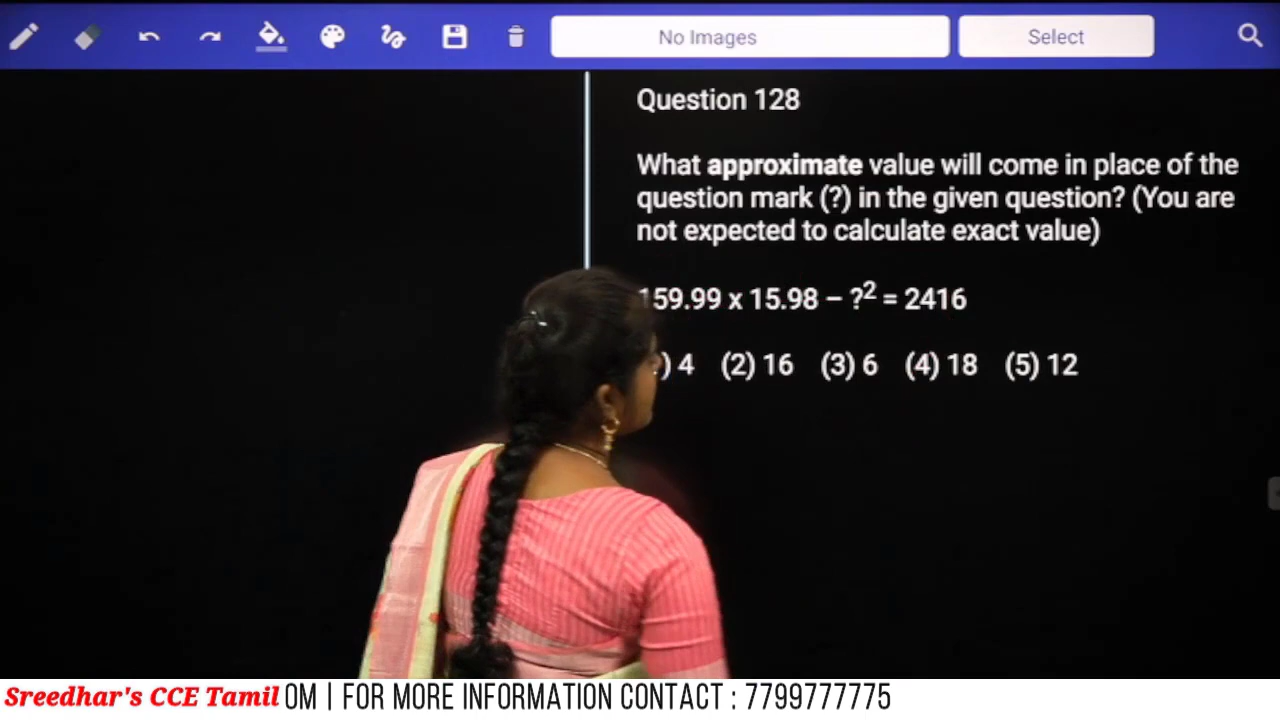 No Images
Select
Question 128
What approximate value will come in place of the
question mark (?) in the given question? (You are
not expected to calculate exact value)
159.99 x 15.98 – ?² = 2416
) 4 (2) 16 (3) 6 (4) 18 (5) 12
Sreedhar's CCE Tamil OM | FOR MORE INFORMATION CONTACT : 7799777775